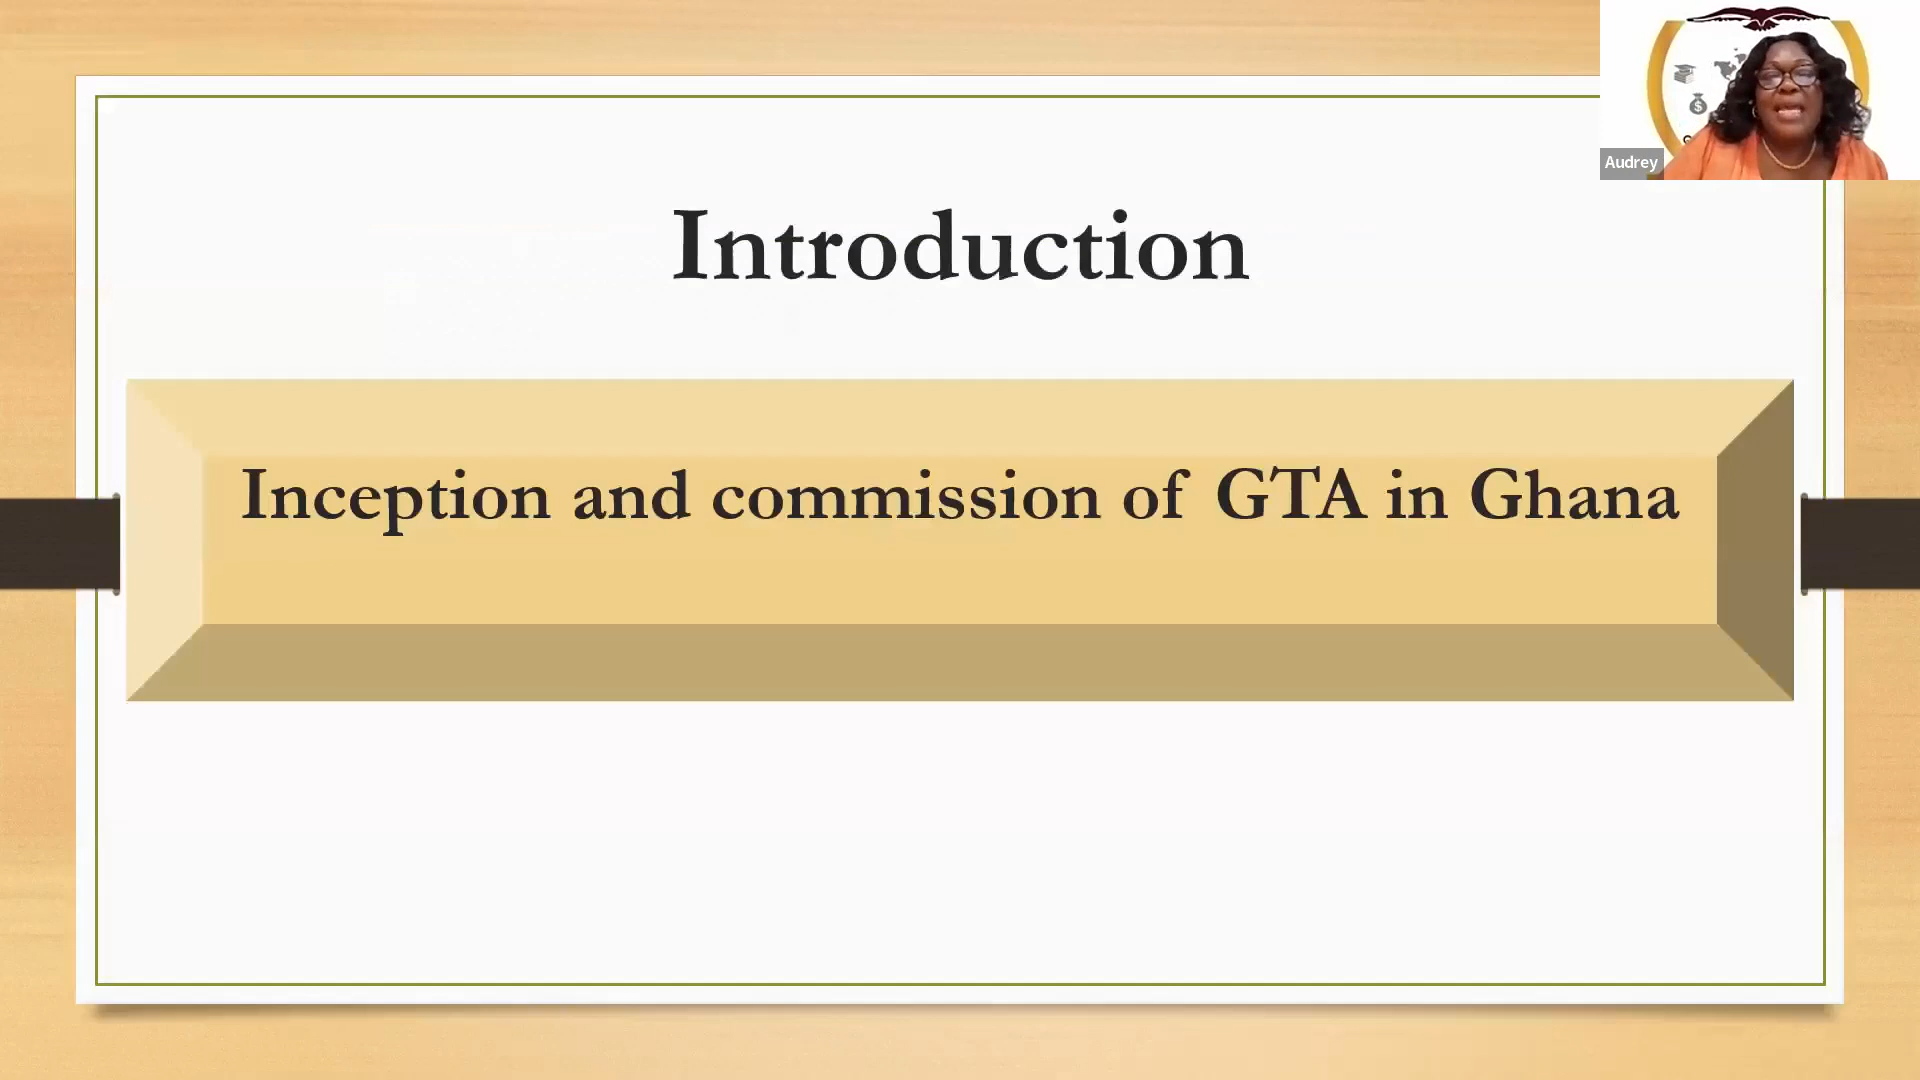 Audrey
Introduction
Inception and commission of GTA in Ghana